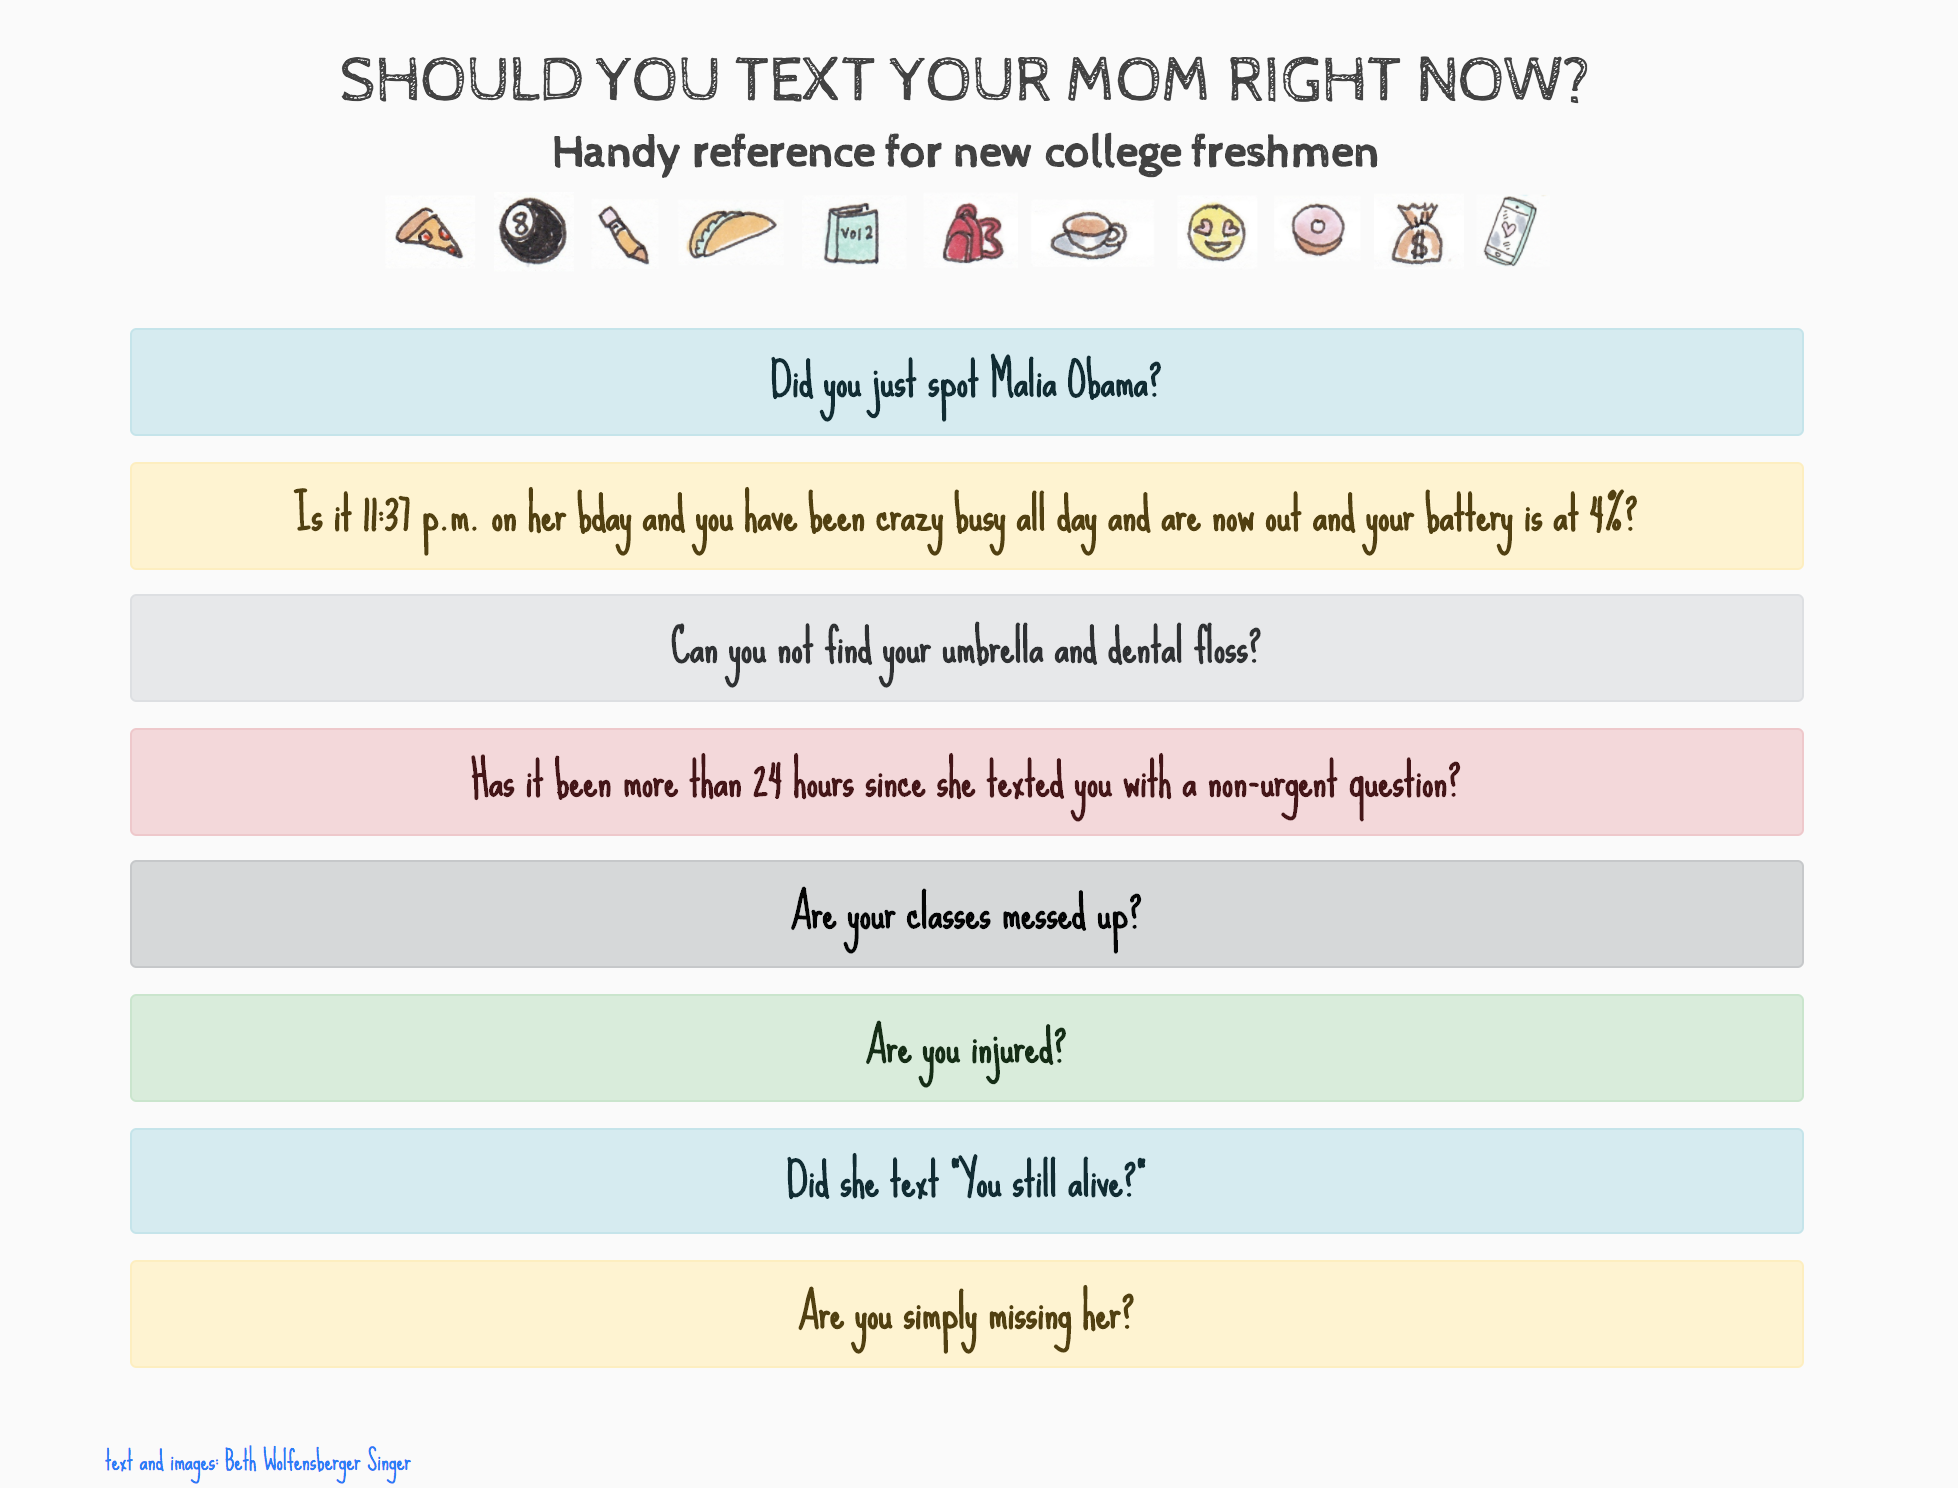 SHOULD YOU TEXT YOUR MOM RIGHT NOW?
Handy reference for new college freshmen
8
Vol 2
$
Did you just spot Malia Obama?
Is it 11:37 p.m. on her bday and you have been crazy busy all day and are now out and your battery is at 4%?
Can you not find your umbrella and dental floss?
Has it been more than 24 hours since she texted you with a non-urgent question?
Are your classes messed up?
Are you injured?
Did she text "You still alive?"
Are you simply missing her?
text and images: Beth Wolfensberger Singer